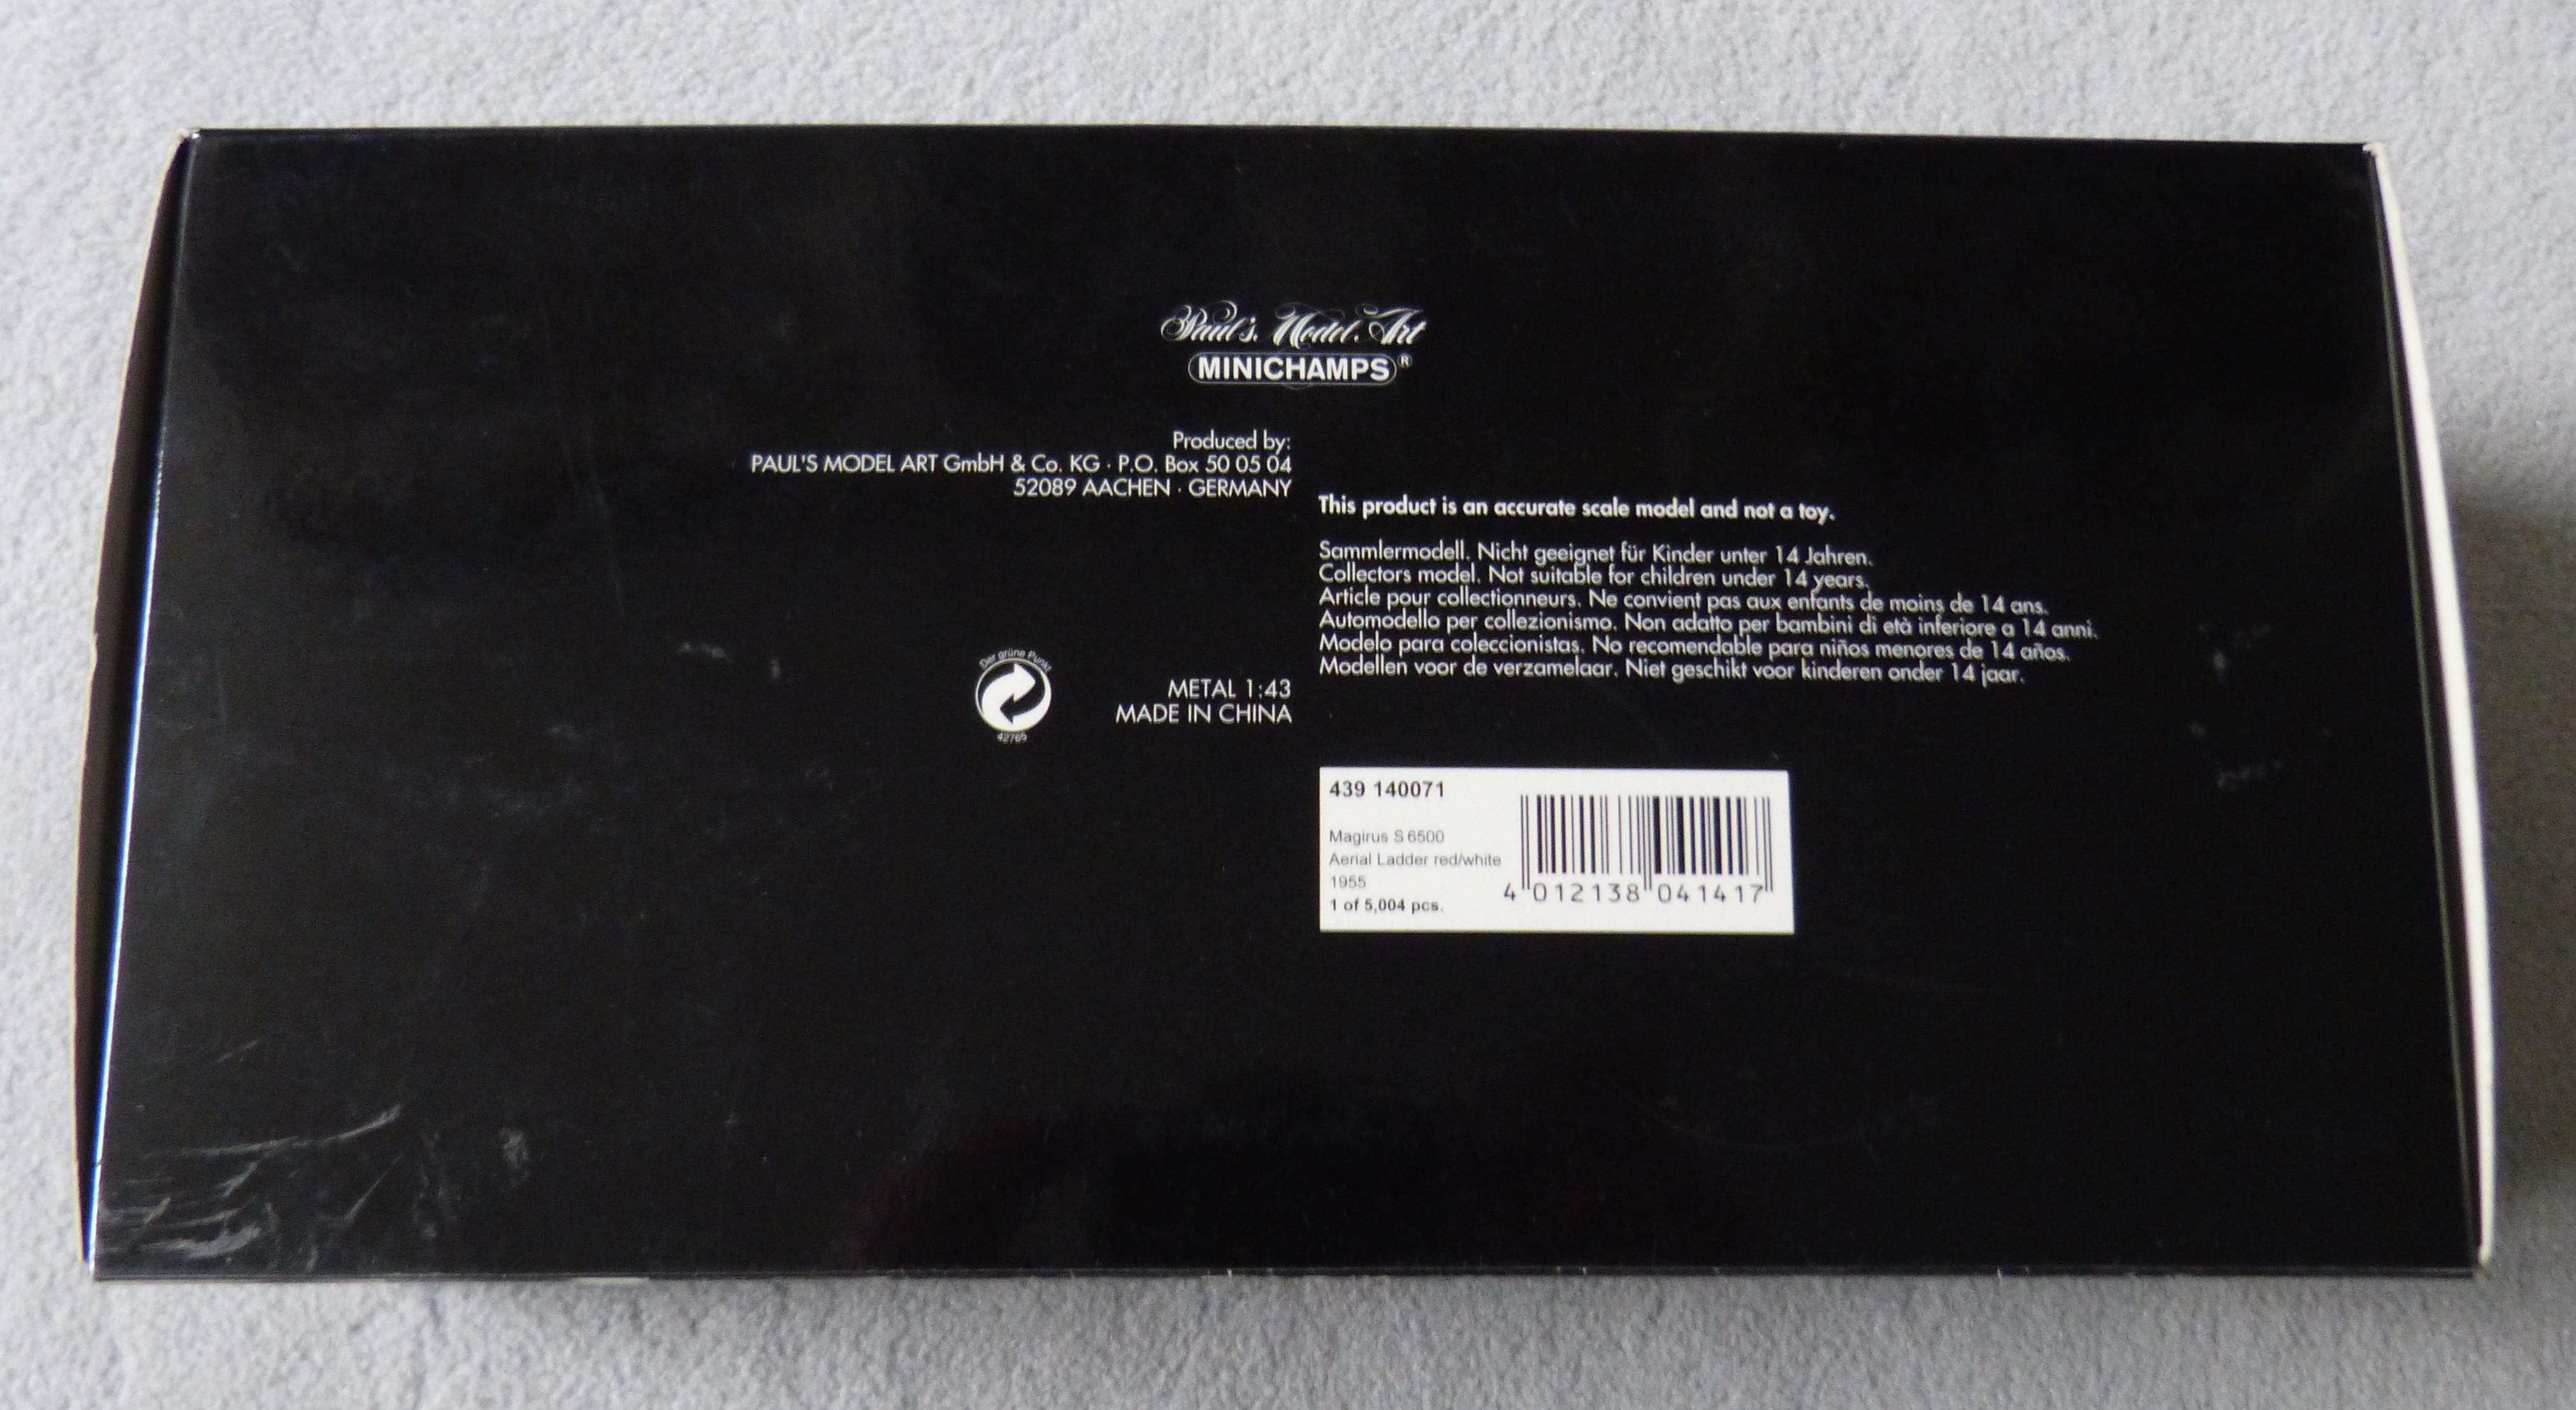 Paul's Model Art
MINICHAMPS®
Produced by:
PAUL'S MODEL ART GmbH & Co. KG · P.O. Box 50 05 04
52089 AACHEN · GERMANY
This product is an accurate scale model and not a toy.
Sammlermodell. Nicht geeignet für Kinder unter 14 Jahren.
Collectors model. Not suitable for children under 14 years.
Article pour collectionneurs. Ne convient pas aux enfants de moins de 14 ans.
Automodello per collezionismo. Non adatto per bambini di età inferiore a 14 anni.
Modelo para coleccionistas. No recomendable para niños menores de 14 años.
Modellen voor de verzamelaar. Niet geschikt voor kinderen onder 14 jaar.
Der grüne Punkt
42765
METAL 1:43
MADE IN CHINA
439 140071
Magirus S 6500
Aerial Ladder red/white
1955
1 of 5,004 pcs.
4 012138 041417